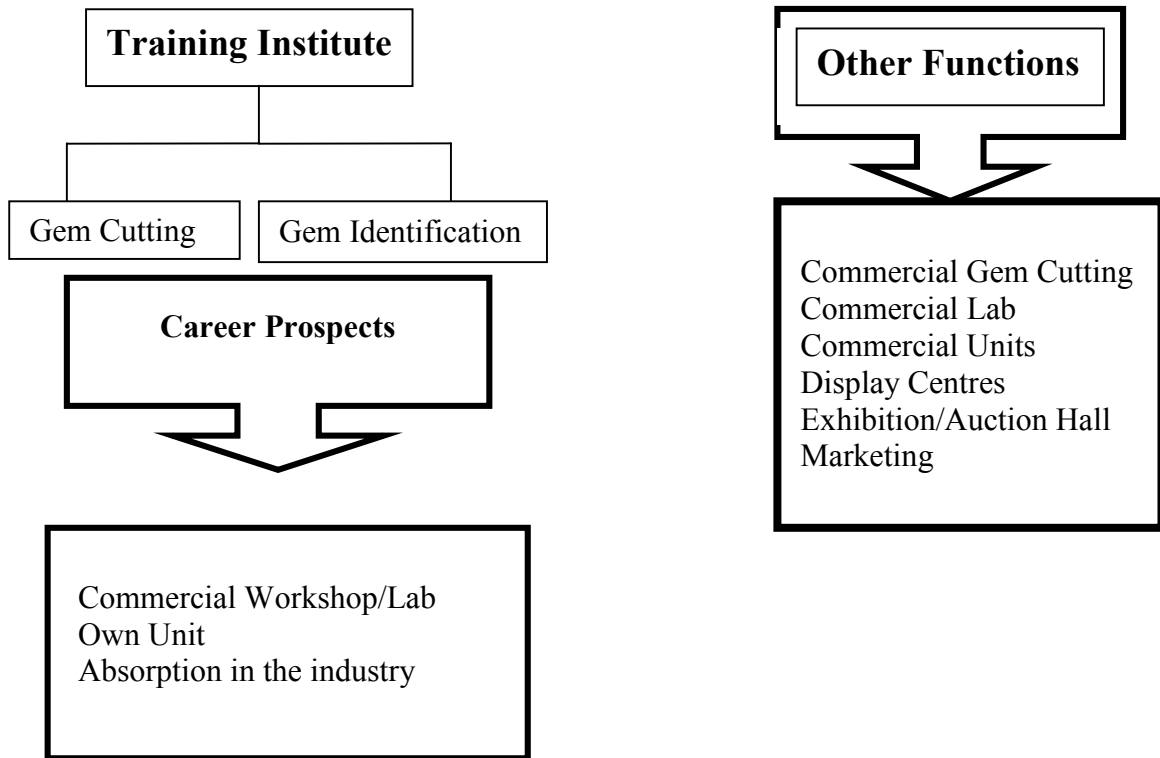 Training Institute
Gem Cutting
Gem Identification
Career Prospects
Commercial Workshop/Lab
Own Unit
Absorption in the industry
Other Functions
Commercial Gem Cutting
Commercial Lab
Commercial Units
Display Centres
Exhibition/Auction Hall
Marketing